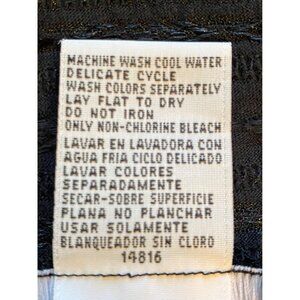 MACHINE WASH COOL WATER
DELICATE CYCLE
WASH COLORS SEPARATELY
LAY FLAT TO DRY
DO NOT IRON
ONLY NON-CHLORINE BLEACH
LAVAR EN LAVADORA CON
AGUA FRIA CICLO DELICADO
LAVAR COLORES
SEPARADAMENTE
SECAR-SOBRE SUPERFICIE
PLANA NO PLANCHAR
USAR SOLAMENTE
BLANQUEADOR SIN CLORO
14816